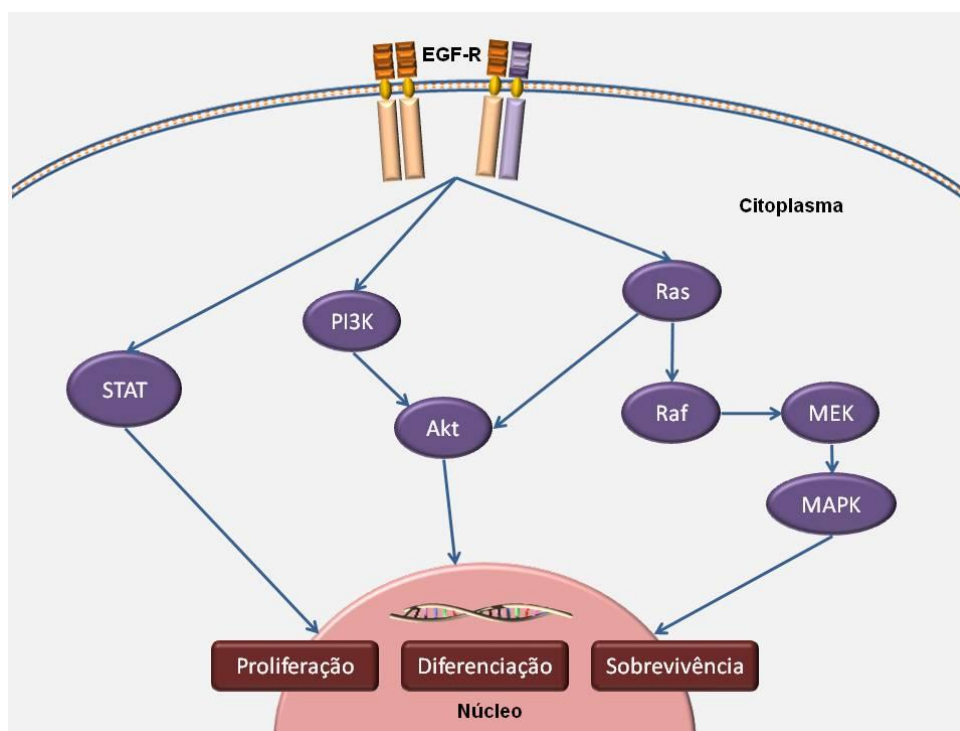 EGF-R
Citoplasma
Ras
PI3K
STAT
Akt
Raf
MEK
MAPK
Proliferação
Diferenciação
Sobrevivência
Núcleo